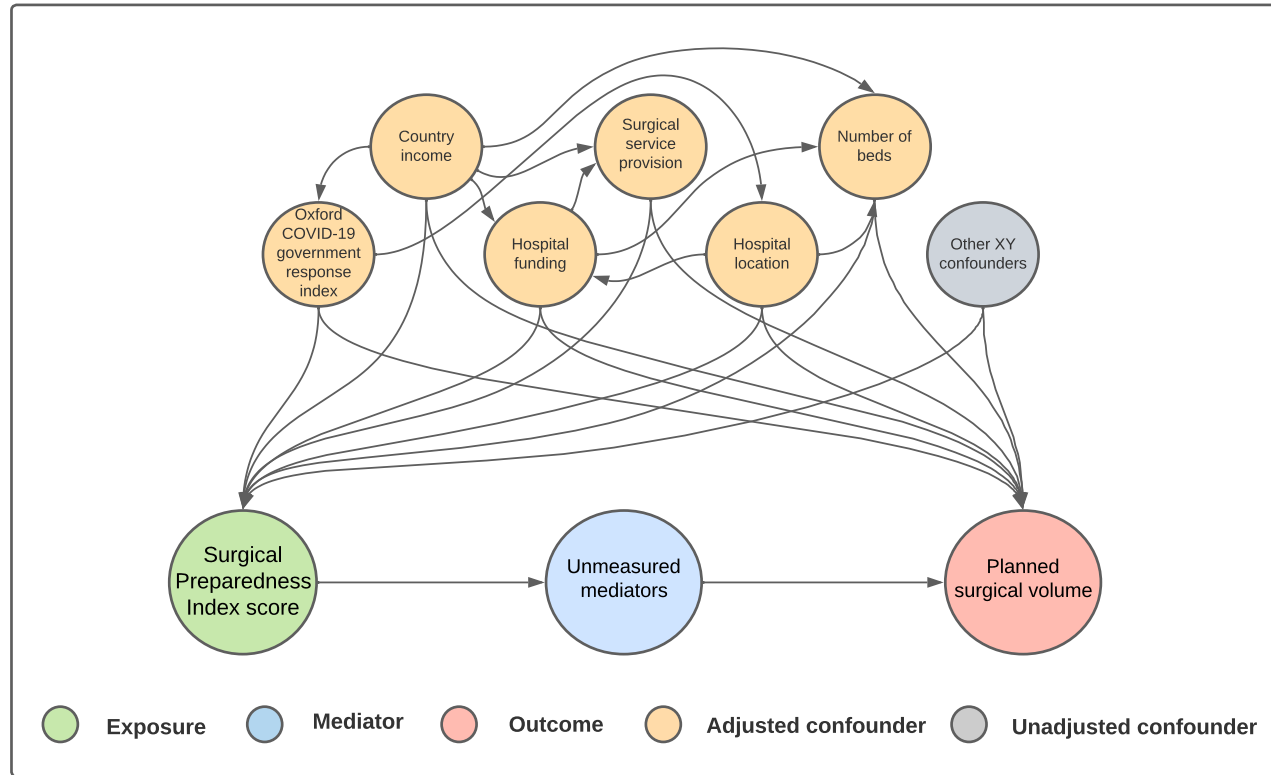 Country
income
Surgical
service
provision
Number of
beds
Oxford
COVID-19
government
response
index
Hospital
funding
Hospital
location
Other XY
confounders
Surgical
Preparedness
Index score
Unmeasured
mediators
Planned
surgical volume
Exposure
Mediator
Outcome
Adjusted confounder
Unadjusted confounder